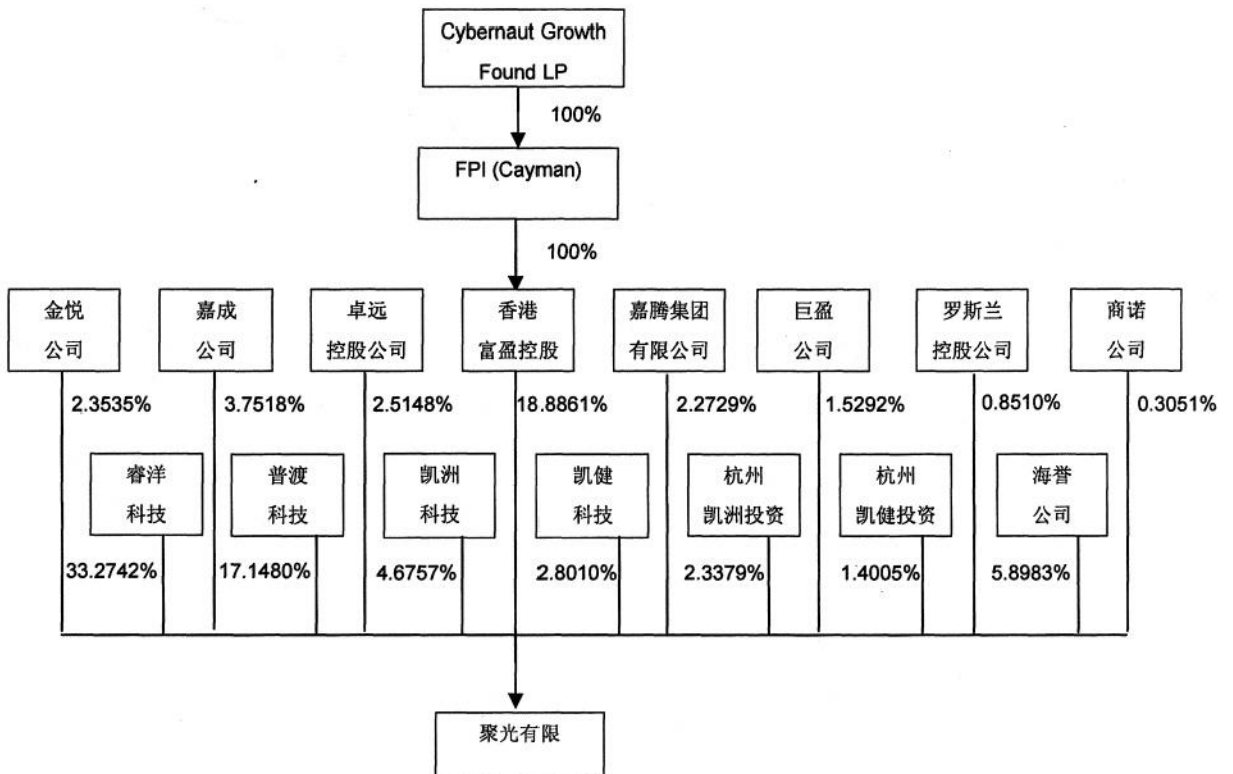 Cybernaut Growth
Found LP
100%
FPI (Cayman)
100%
金悦
公司
嘉成
公司
卓远
控股公司
香港
富盈控股
嘉腾集团
有限公司
巨盈
公司
罗斯兰
控股公司
商诺
公司
2.3535%
3.7518%
2.5148%
18.8861%
2.2729%
1.5292%
0.8510%
0.3051%
睿洋
科技
普渡
科技
凯洲
科技
凯健
科技
杭州
凯洲投资
杭州
凯健投资
海誉
公司
33.2742%
17.1480%
4.6757%
2.8010%
2.3379%
1.4005%
5.8983%
聚光有限